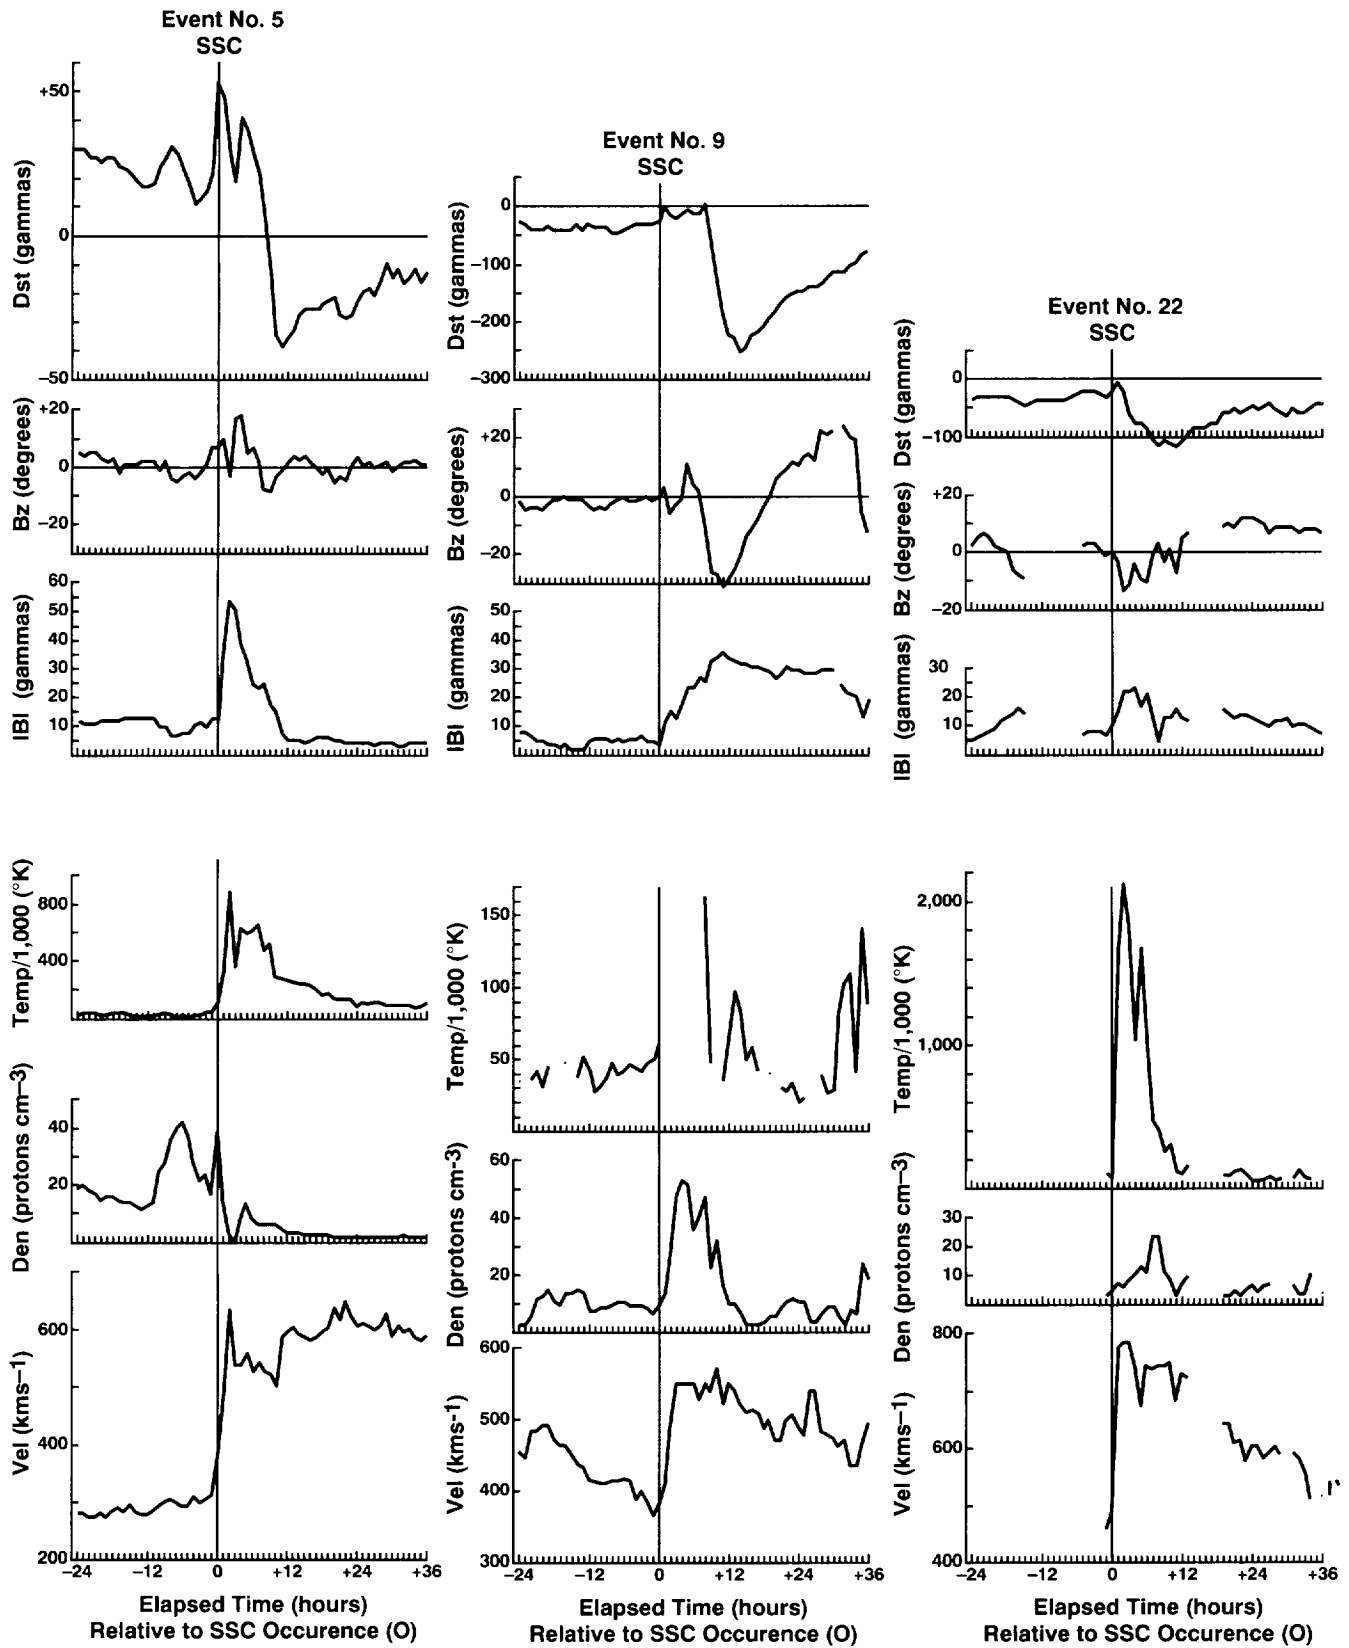 Event No. 5
SSC
+50
0
−50
Dst (gammas)
+20
0
−20
Bz (degrees)
60
50
40
30
20
10
IBI (gammas)
800
400
Temp/1,000 (°K)
40
20
Den (protons cm−3)
600
400
200
Vel (kms−1)
−24
−12
0
+12
+24
+36
Elapsed Time (hours)
Relative to SSC Occurence (O)
Event No. 9
SSC
0
−100
−200
−300
Dst (gammas)
+20
0
−20
Bz (degrees)
50
40
30
20
10
IBI (gammas)
150
100
50
Temp/1,000 (°K)
60
40
20
Den (protons cm-3)
600
500
400
300
Vel (kms-1)
−24
−12
0
+12
+24
+36
Elapsed Time (hours)
Relative to SSC Occurence (O)
Event No. 22
SSC
0
−100
Dst (gammas)
+20
0
−20
Bz (degrees)
30
20
10
IBI (gammas)
2,000
1,000
Temp/1,000 (°K)
30
20
10
Den (protons cm−3)
800
600
400
Vel (kms−1)
−24
−12
0
+12
+24
+36
Elapsed Time (hours)
Relative to SSC Occurence (O)